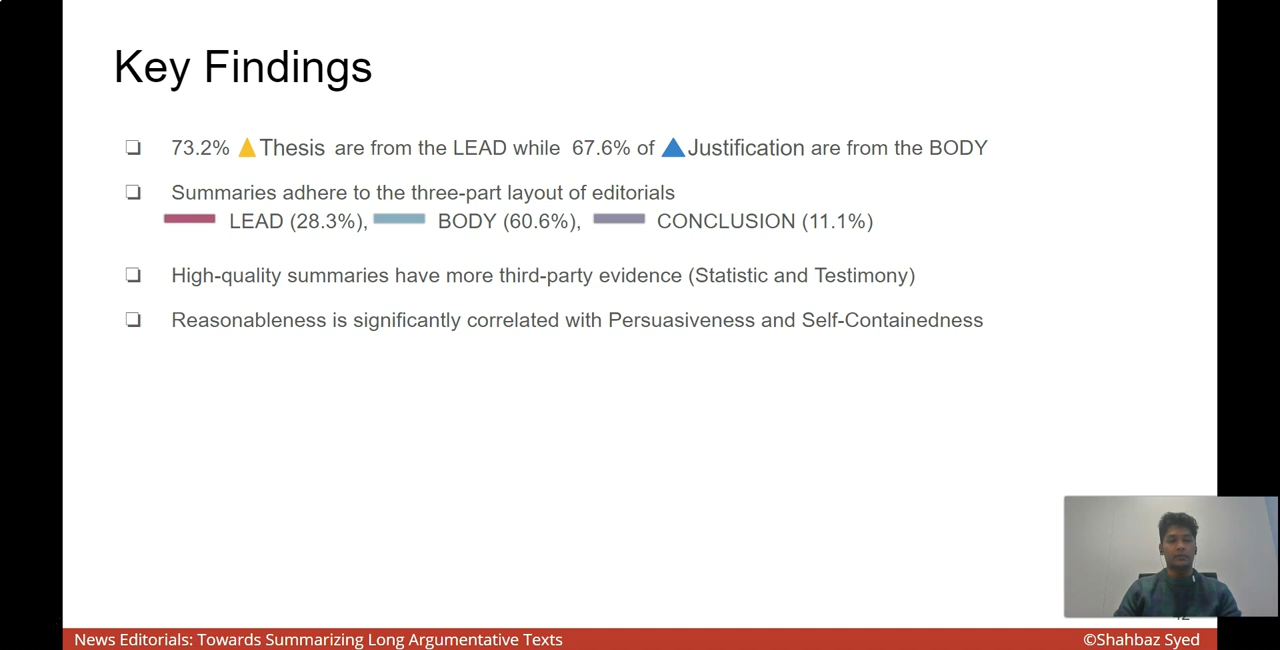 Key Findings
73.2% Thesis are from the LEAD while 67.6% of Justification are from the BODY
Summaries adhere to the three-part layout of editorials
LEAD (28.3%), BODY (60.6%), CONCLUSION (11.1%)
High-quality summaries have more third-party evidence (Statistic and Testimony)
Reasonableness is significantly correlated with Persuasiveness and Self-Containedness
News Editorials: Towards Summarizing Long Argumentative Texts
©Shahbaz Syed